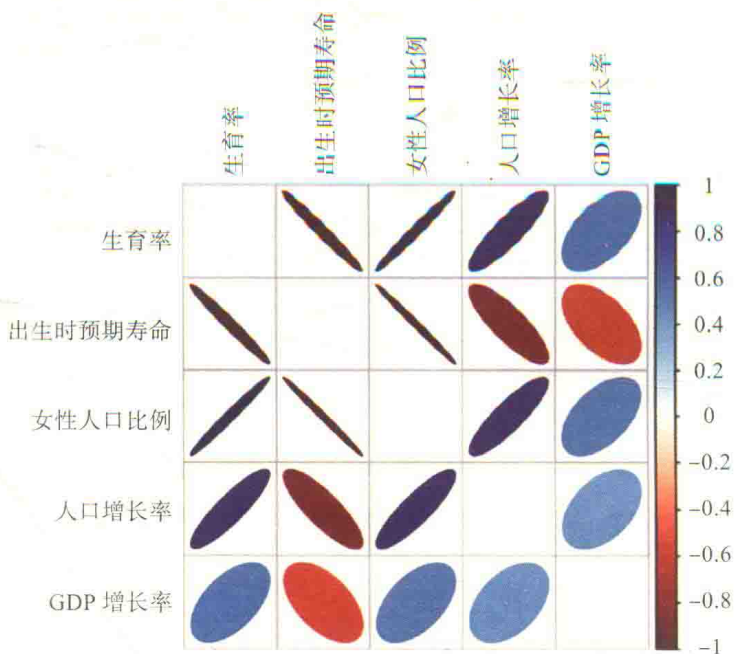 生育率
出生时预期寿命
女性人口比例
人口增长率
GDP 增长率
生育率
出生时预期寿命
女性人口比例
人口增长率
GDP 增长率
1
0.8
0.6
0.4
0.2
0
-0.2
-0.4
-0.6
-0.8
-1